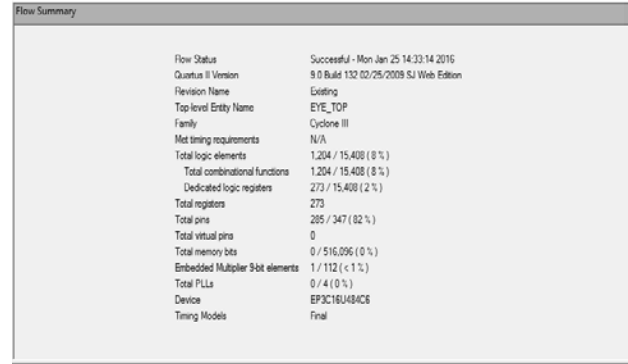 Flow Summary
Flow Status Successful - Mon Jan 25 14:33:14 2016
Quartus II Version 9.0 Build 132 02/25/2009 SJ Web Edition
Revision Name Existing
Top-level Entity Name EYE_TOP
Family Cyclone III
Met timing requirements N/A
Total logic elements 1,204 / 15,408 ( 8 % )
Total combinational functions 1,204 / 15,408 ( 8 % )
Dedicated logic registers 273 / 15,408 ( 2 % )
Total registers 273
Total pins 285 / 347 ( 82 % )
Total virtual pins 0
Total memory bits 0 / 516,096 ( 0 % )
Embedded Multiplier 9-bit elements 1 / 112 ( < 1 % )
Total PLLs 0 / 4 ( 0 % )
Device EP3C16U484C6
Timing Models Final